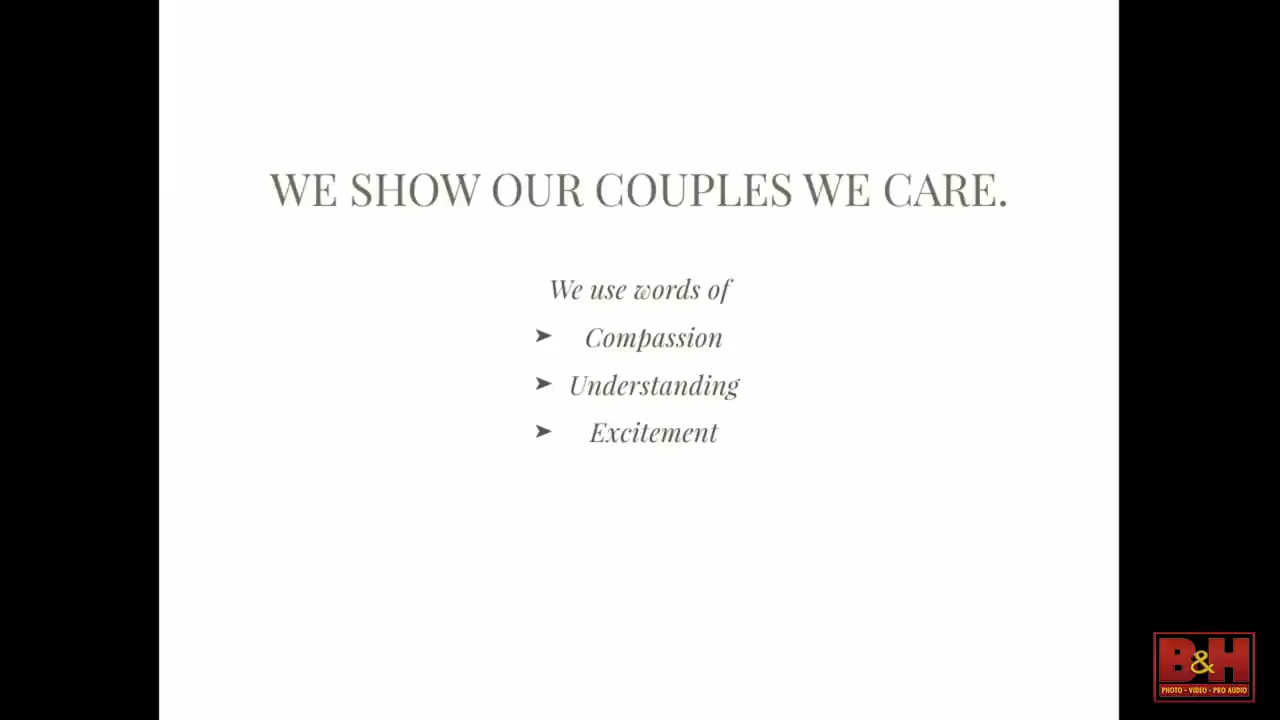 WE SHOW OUR COUPLES WE CARE.
We use words of
➤ Compassion
➤ Understanding
➤ Excitement
B&H
PHOTO - VIDEO - PRO AUDIO